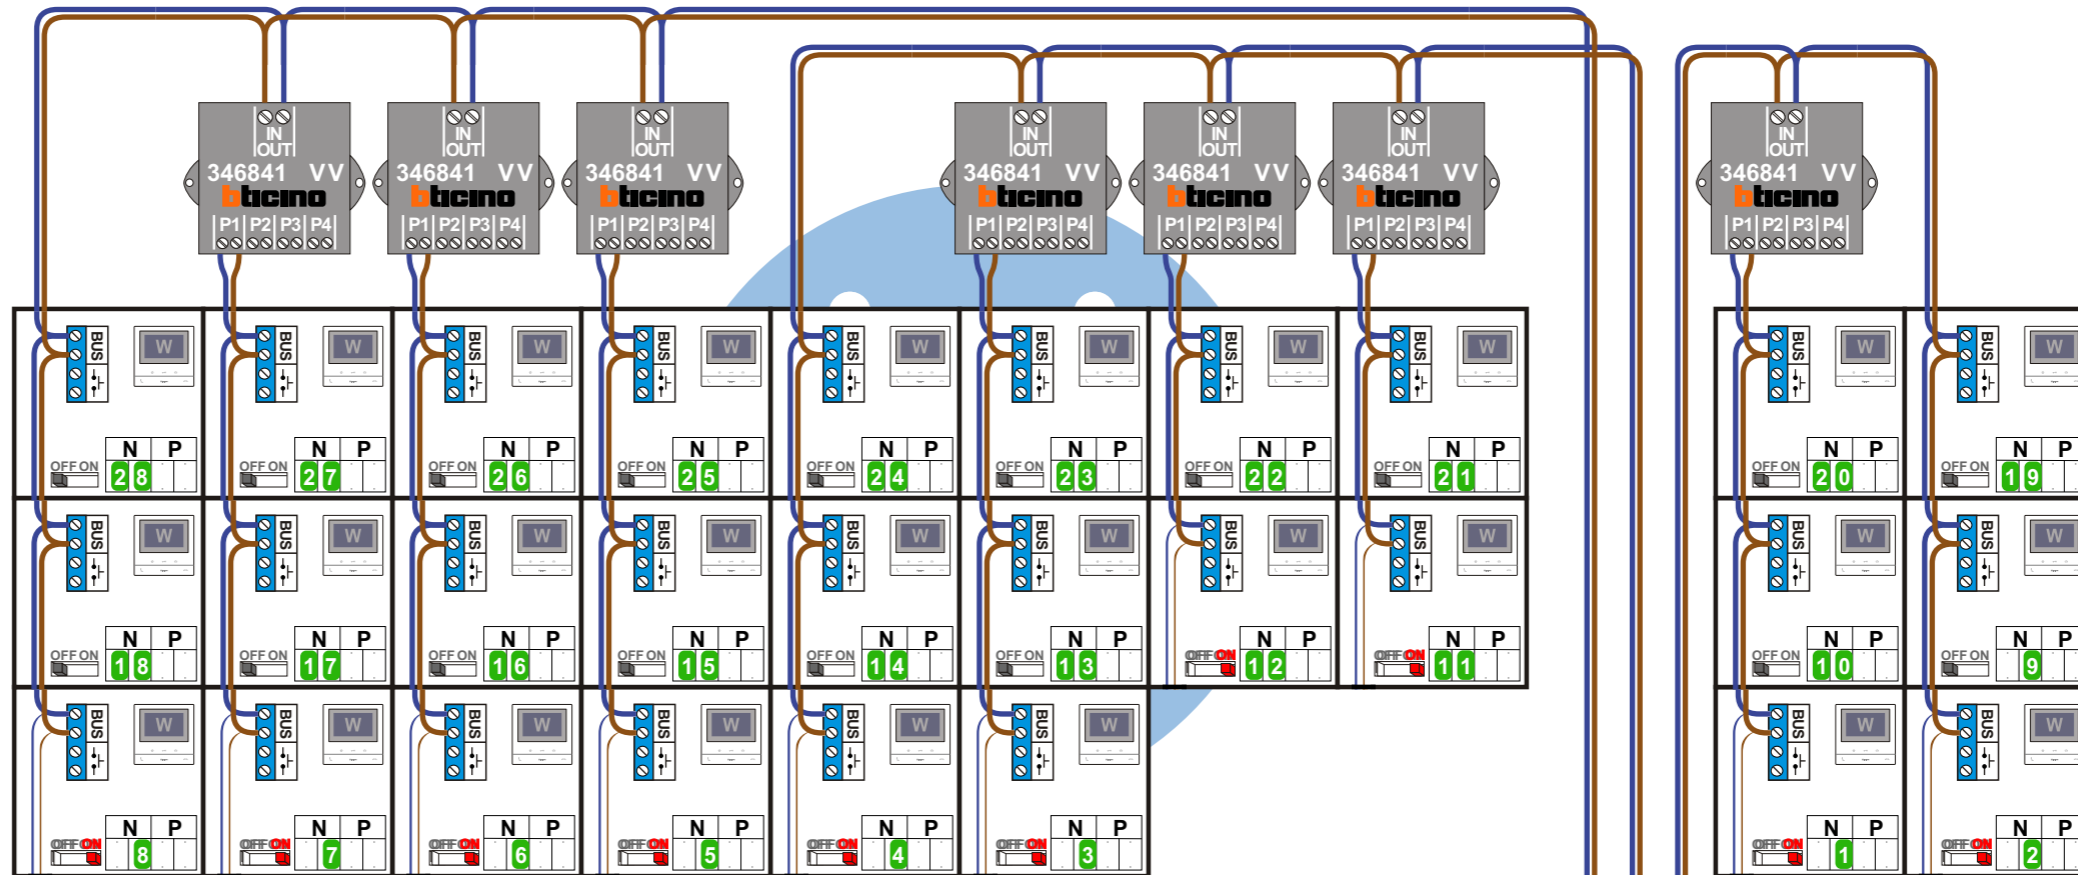 IN IN IN IN IN IN IN
OUT OUT OUT OUT OUT OUT OUT
346841 VV 346841 VV 346841 VV 346841 VV 346841 VV 346841 VV 346841 VV
bticino bticino bticino bticino bticino bticino bticino
P1 P2 P3 P4 P1 P2 P3 P4 P1 P2 P3 P4 P1 P2 P3 P4 P1 P2 P3 P4 P1 P2 P3 P4 P1 P2 P3 P4
BUS W BUS W BUS W BUS W BUS W BUS W BUS W BUS W BUS W BUS W
N P N P N P N P N P N P N P N P N P N P
OFF ON 28 OFF ON 27 OFF ON 26 OFF ON 25 OFF ON 24 OFF ON 23 OFF ON 22 OFF ON 21 OFF ON 20 OFF ON 19
BUS W BUS W BUS W BUS W BUS W BUS W BUS W BUS W BUS W BUS W
N P N P N P N P N P N P N P N P N P N P
OFF ON 18 OFF ON 17 OFF ON 16 OFF ON 15 OFF ON 14 OFF ON 13 OFF ON 12 OFF ON 11 OFF ON 10 OFF ON 9
BUS W BUS W BUS W BUS W BUS W BUS W BUS W BUS W
N P N P N P N P N P N P N P N P
OFF ON 8 OFF ON 7 OFF ON 6 OFF ON 5 OFF ON 4 OFF ON 3 OFF ON 1 OFF ON 2